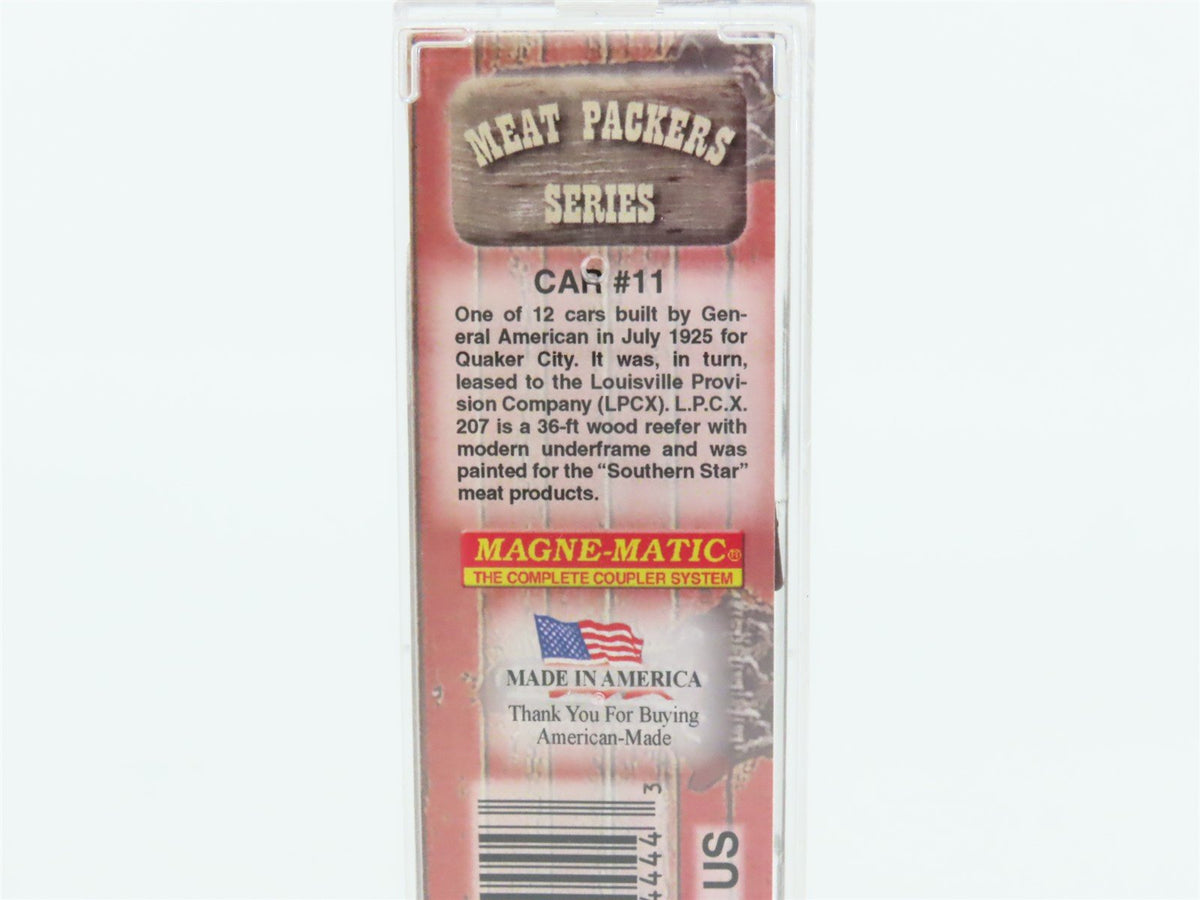 MEAT PACKERS
SERIES
CAR #11
One of 12 cars built by Gen-
eral American in July 1925 for
Quaker City. It was, in turn,
leased to the Louisville Provi-
sion Company (LPCX). L.P.C.X.
207 is a 36-ft wood reefer with
modern underframe and was
painted for the “Southern Star”
meat products.
MAGNE-MATIC®
THE COMPLETE COUPLER SYSTEM
MADE IN AMERICA
®
Thank You For Buying
American-Made
4444 3
US